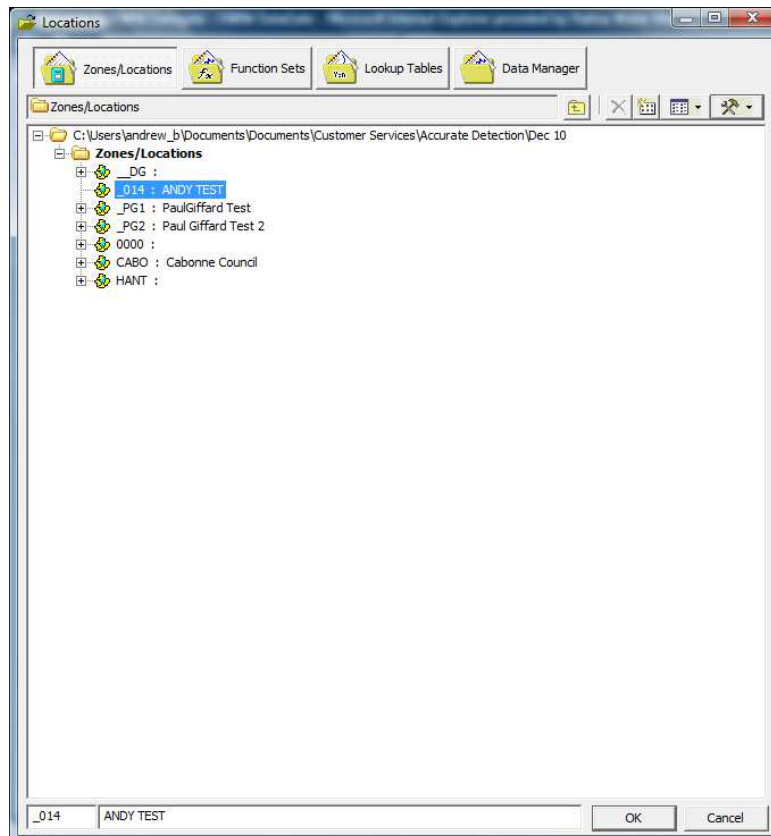 Locations
Zones/Locations Function Sets Lookup Tables Data Manager
Zones/Locations
C:\Users\andrew_b\Documents\Documents\Customer Services\Accurate Detection\Dec 10
Zones/Locations
__DG :
_014 : ANDY TEST
_PG1 : PaulGiffard Test
_PG2 : Paul Giffard Test 2
0000 :
CABO : Cabonne Council
HANT :
_014 ANDY TEST OK Cancel